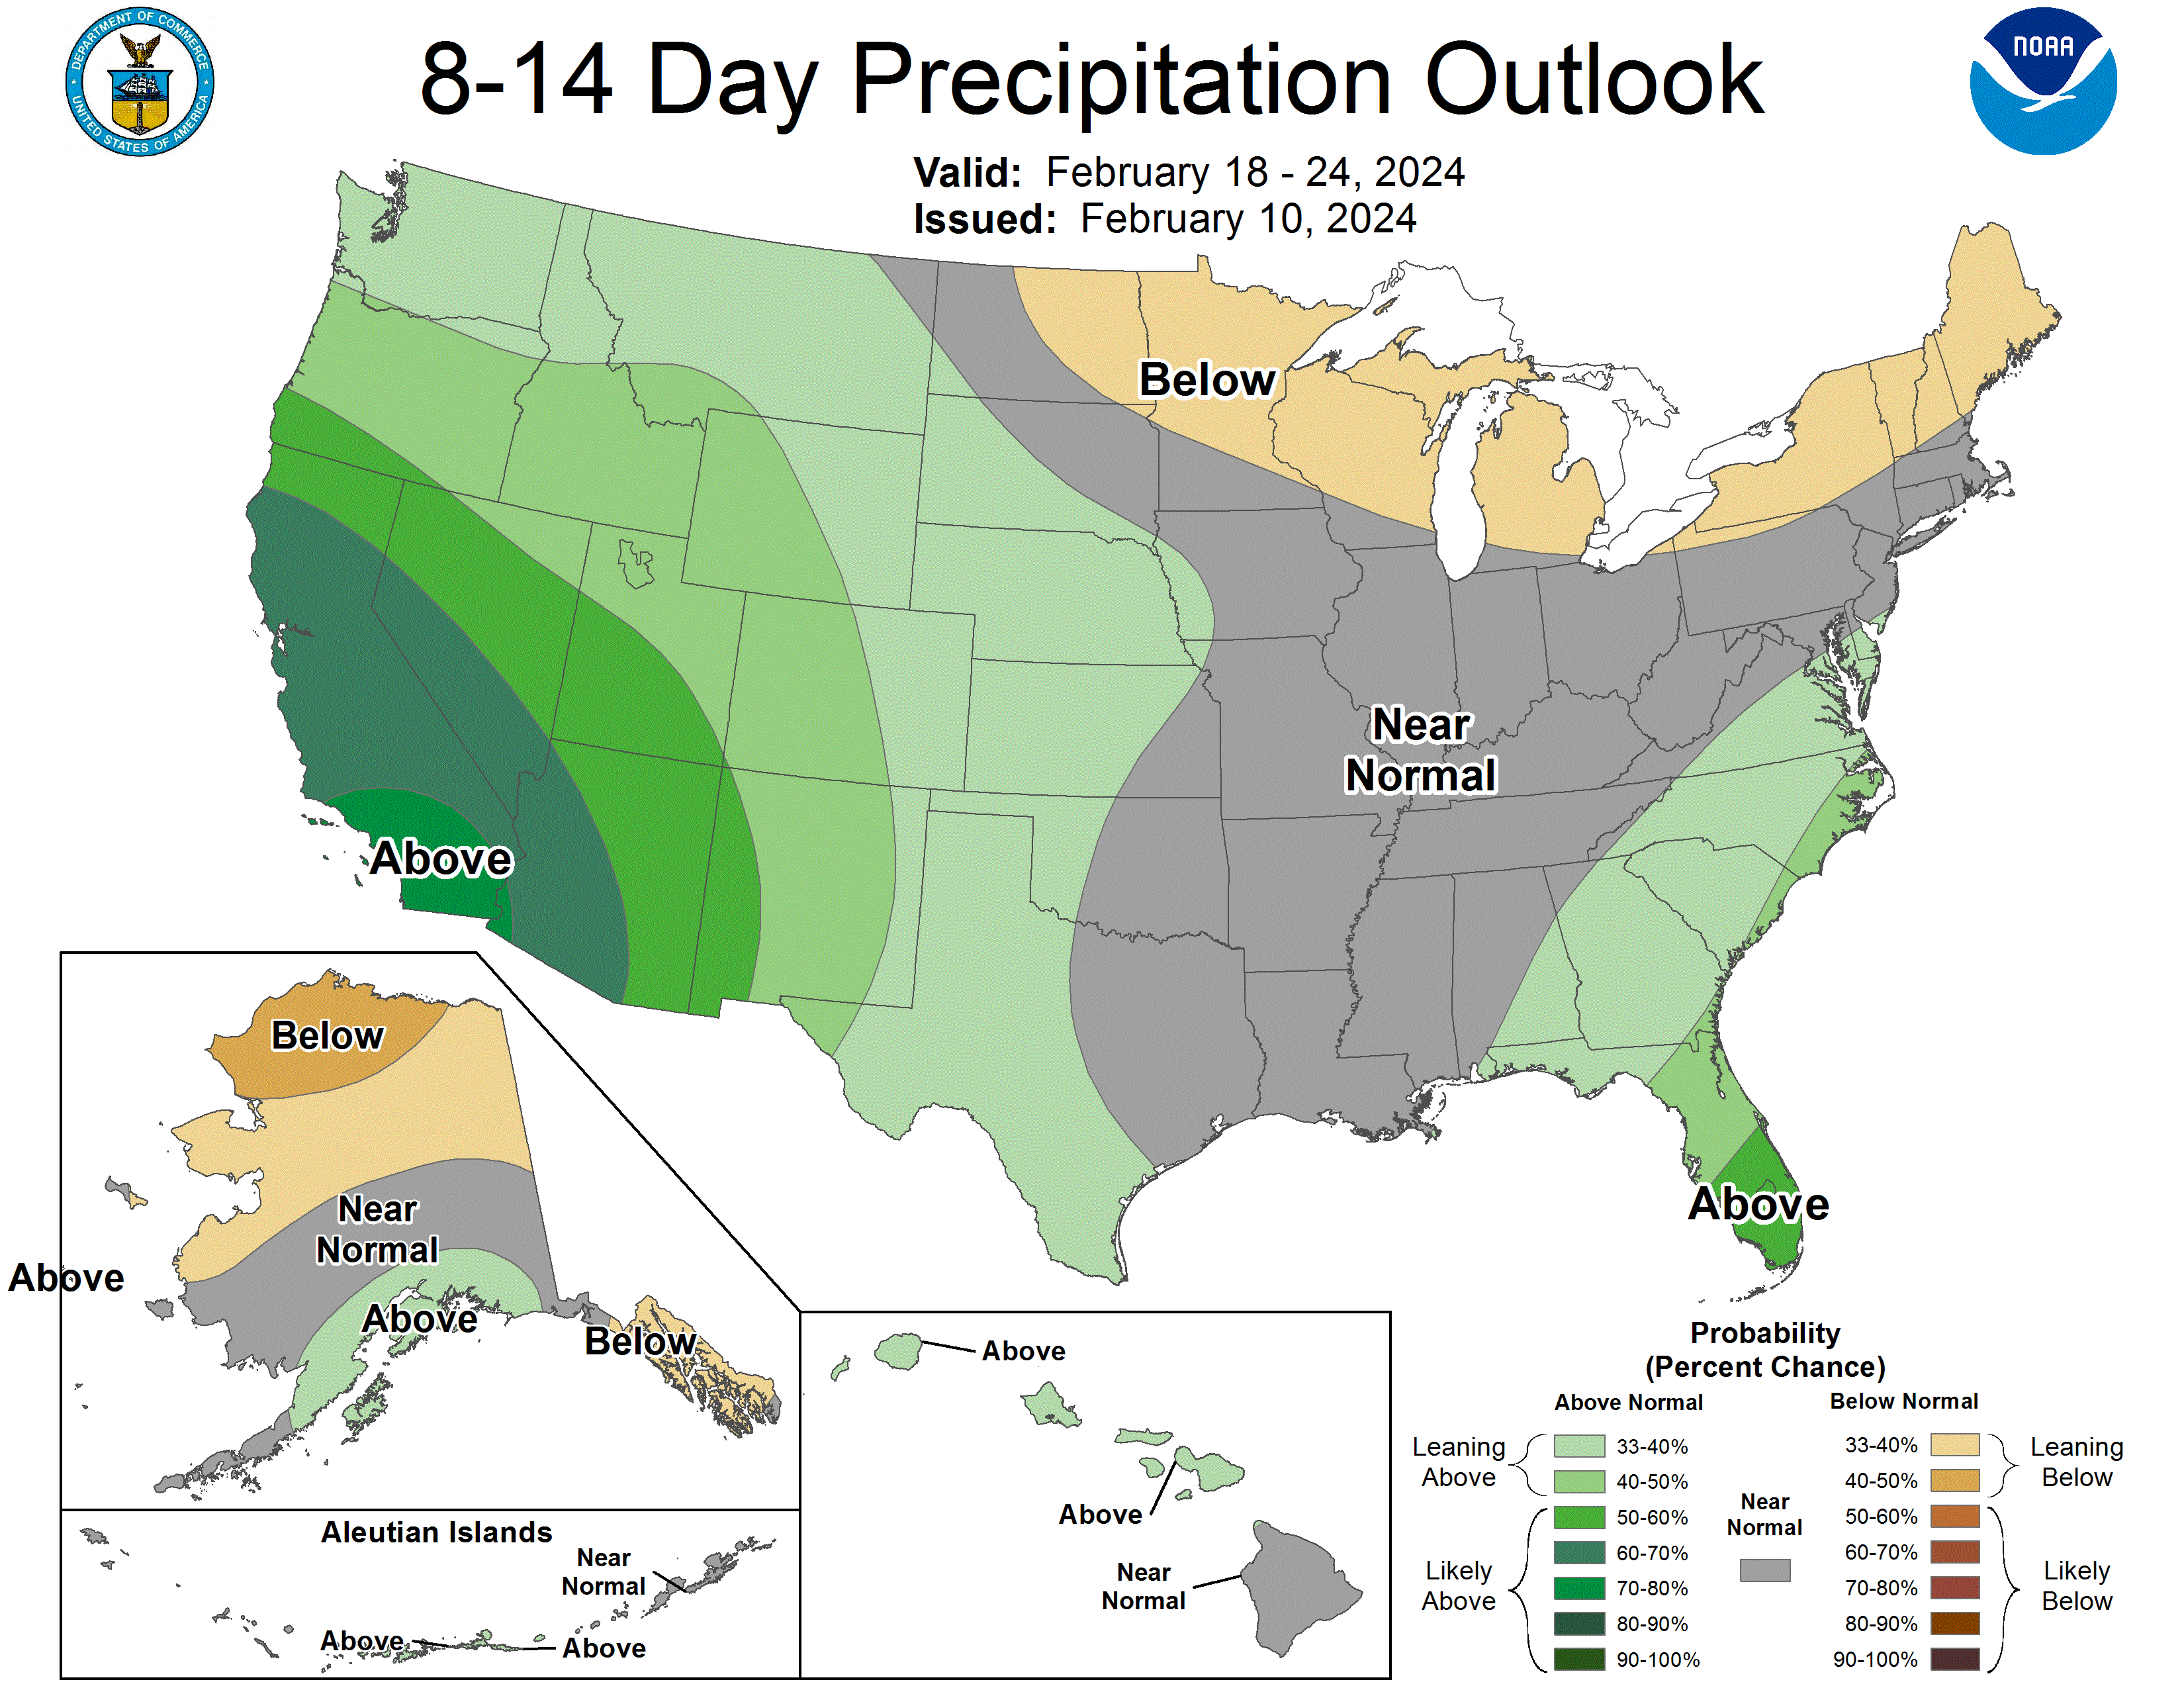 DEPARTMENT OF COMMERCE
UNITED STATES OF AMERICA
8-14 Day Precipitation Outlook
NOAA
Valid: February 18 - 24, 2024
Issued: February 10, 2024
Below
Near
Normal
Above
Above
Below
Near
Normal
Above
Above
Below
Aleutian Islands
Near
Normal
Above
Above
Above
Above
Near
Normal
Probability
(Percent Chance)
Above Normal
Below Normal
Leaning
Above
33-40%
40-50%
Likely
Above
50-60%
60-70%
70-80%
80-90%
90-100%
Near
Normal
33-40%
40-50%
Leaning
Below
50-60%
60-70%
70-80%
80-90%
90-100%
Likely
Below